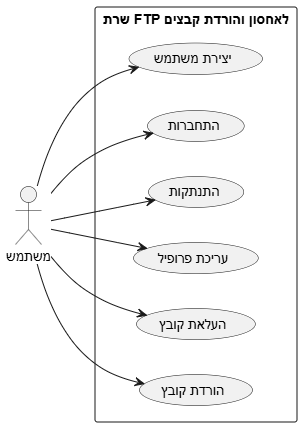 לאחסון והורדת קבצים FTP שרת
יצירת משתמש
התחברות
התנתקות
עריכת פרופיל
העלאת קובץ
הורדת קובץ
משתמש